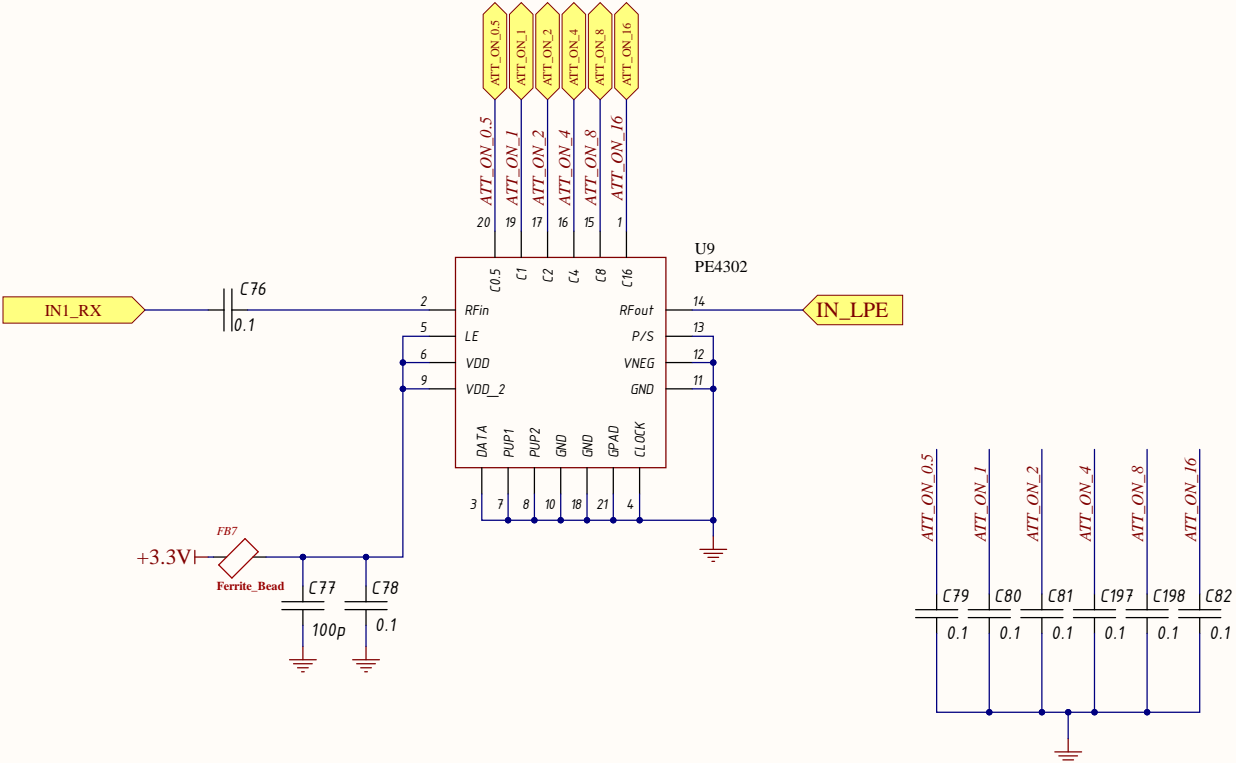 ATT_ON_0.5
ATT_ON_1
ATT_ON_2
ATT_ON_4
ATT_ON_8
ATT_ON_16
ATT_ON_0.5
ATT_ON_1
ATT_ON_2
ATT_ON_4
ATT_ON_8
ATT_ON_16
20 19 17 16 15 1
U9
PE4302
C0.5 C1 C2 C4 C8 C16
IN1_RX
C76
0.1
2 RFin
5 LE
6 VDD
9 VDD_2
RFout 14
P/S 13
VNEG 12
GND 11
IN_LPE
DATA PUP1 PUP2 GND GND GPAD CLOCK
3 7 8 10 18 21 4
+3.3V
FB7
Ferrite_Bead
C77
100p
C78
0.1
ATT_ON_0.5
ATT_ON_1
ATT_ON_2
ATT_ON_4
ATT_ON_8
ATT_ON_16
C79 C80 C81 C197 C198 C82
0.1 0.1 0.1 0.1 0.1 0.1